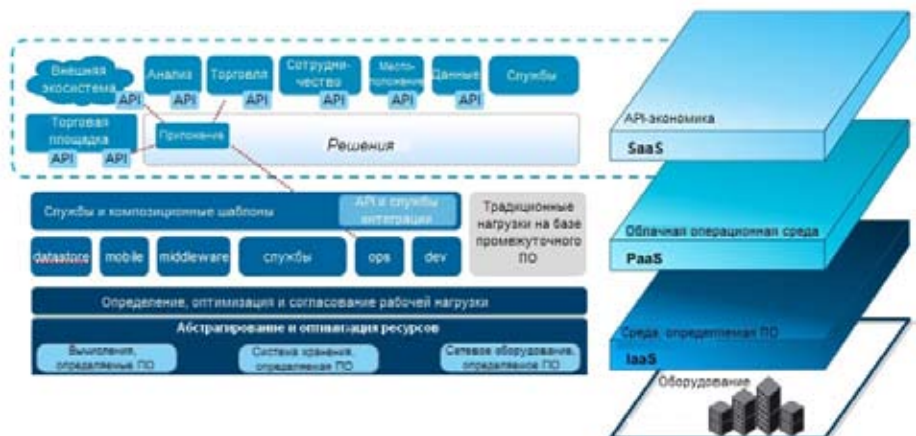 Внешняя
экосистема
API
Анализ
API
Торговля
API
Сотрудни-
чество
API
Место-
положение
API
Данные
API
Службы
Торговая
площадка
API
API
Приложение
Решения
Службы и композиционные шаблоны
API и службы
интеграции
Традиционные
нагрузки на базе
промежуточного
ПО
datastore
mobile
middleware
службы
ops
dev
Определение, оптимизация и согласование рабочей нагрузки
Абстрагирование и оптимизация ресурсов
Вычисления,
определяемые ПО
Система хранения,
определяемая ПО
Сетевое оборудование,
определяемое ПО
API-экономика
SaaS
Облачная операционная среда
PaaS
Среда, определяемая ПО
IaaS
Оборудование